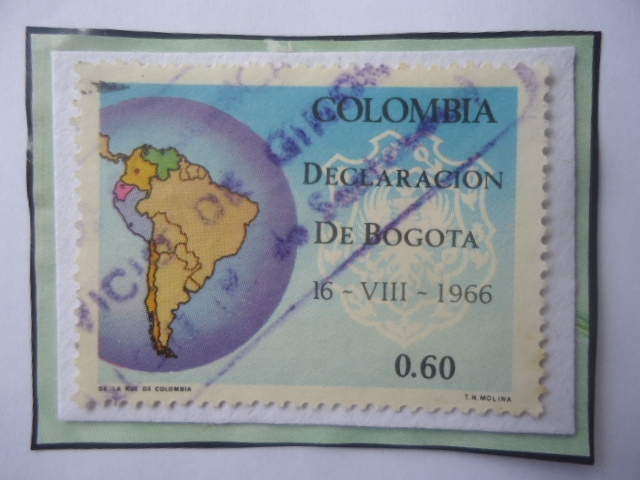 COLOMBIA
DECLARACION
DE BOGOTA
16 ~ VIII ~ 1966
0.60
DE LA RUE DE COLOMBIA
T. H. MOLINA